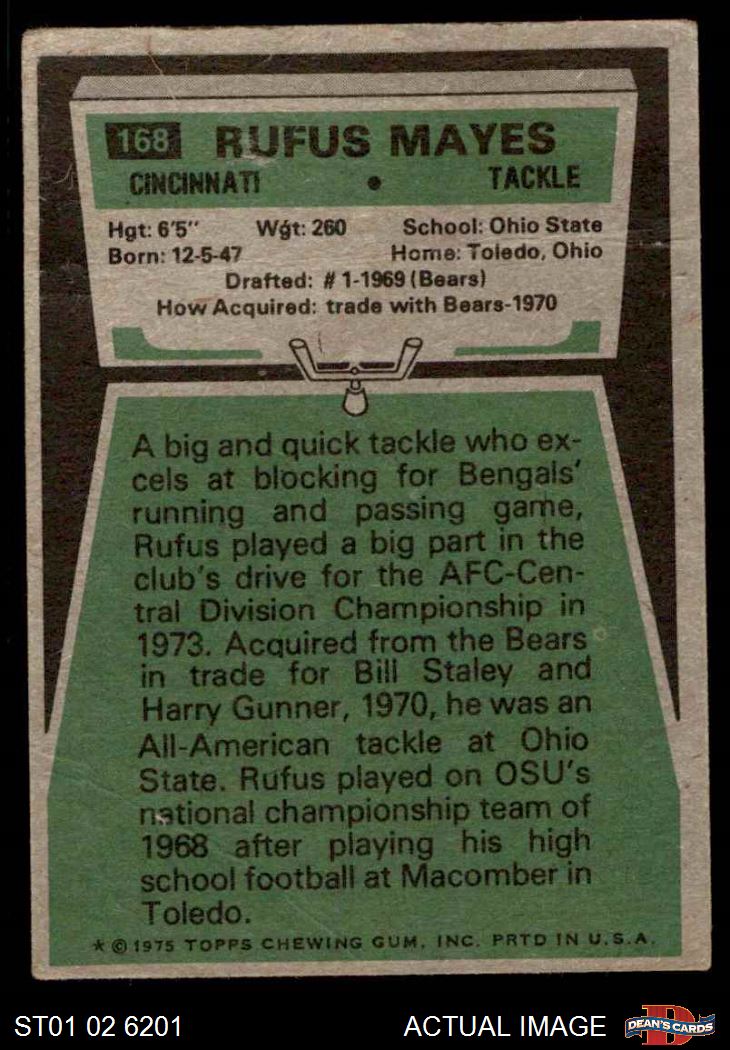 168 RUFUS MAYES
CINCINNATI • TACKLE
Hgt: 6'5" Wgt: 260 School: Ohio State
Born: 12-5-47 Home: Toledo, Ohio
Drafted: #1-1969 (Bears)
How Acquired: trade with Bears-1970
A big and quick tackle who ex-
cels at blocking for Bengals'
running and passing game,
Rufus played a big part in the
club's drive for the AFC-Cen-
tral Division Championship in
1973. Acquired from the Bears
in trade for Bill Staley and
Harry Gunner, 1970, he was an
All-American tackle at Ohio
State. Rufus played on OSU's
national championship team of
1968 after playing his high
school football at Macomber in
Toledo.
* © 1975 TOPPS CHEWING GUM, INC. PRTD IN U.S.A.
ST01 02 6201 ACTUAL IMAGE D DEAN'S CARDS